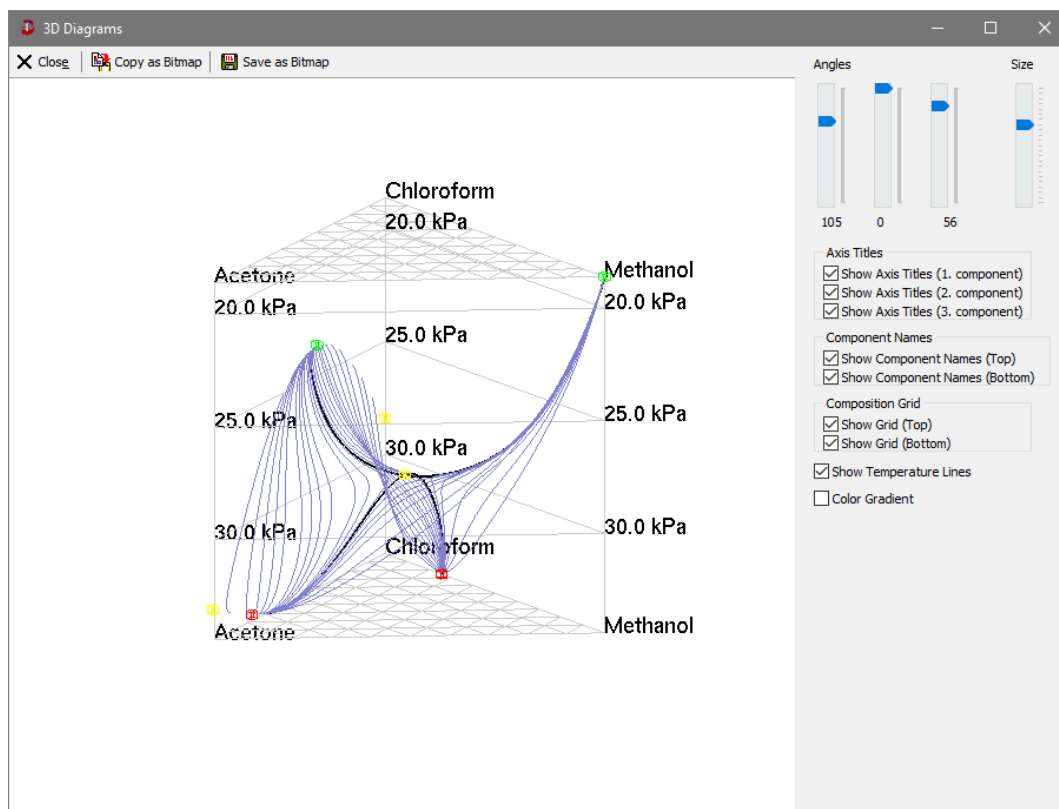 3D Diagrams
Close Copy as Bitmap Save as Bitmap
Angles Size
105 0 56
Axis Titles
Show Axis Titles (1. component)
Show Axis Titles (2. component)
Show Axis Titles (3. component)
Component Names
Show Component Names (Top)
Show Component Names (Bottom)
Composition Grid
Show Grid (Top)
Show Grid (Bottom)
Show Temperature Lines
Color Gradient
Chloroform
20.0 kPa
Acetone
Methanol
20.0 kPa
20.0 kPa
25.0 kPa
25.0 kPa
25.0 kPa
30.0 kPa
30.0 kPa
30.0 kPa
Chloroform
Acetone
Methanol